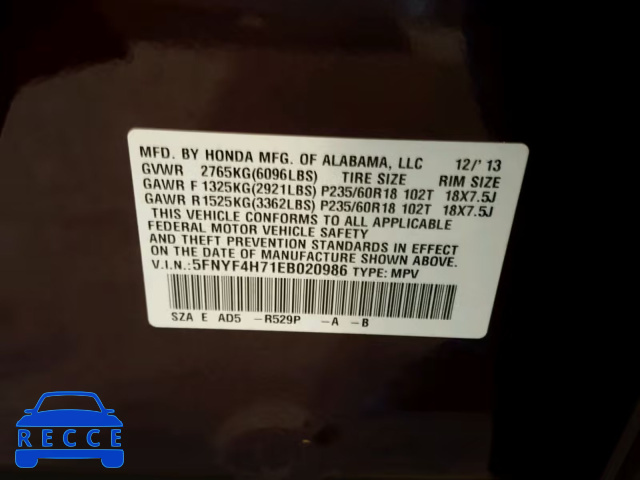 MFD. BY HONDA MFG. OF ALABAMA, LLC 12/'13
GVWR 2765KG(6096LBS) TIRE SIZE RIM SIZE
GAWR F 1325KG(2921LBS) P235/60R18 102T 18X7.5J
GAWR R 1525KG(3362LBS) P235/60R18 102T 18X7.5J
THIS VEHICLE CONFORMS TO ALL APPLICABLE
FEDERAL MOTOR VEHICLE SAFETY
AND THEFT PREVENTION STANDARDS IN EFFECT
ON THE DATE OF MANUFACTURE SHOWN ABOVE.
V.I.N.: 5FNYF4H71EB020986 TYPE: MPV
SZA E AD5 -R529P -A -B
RECCE